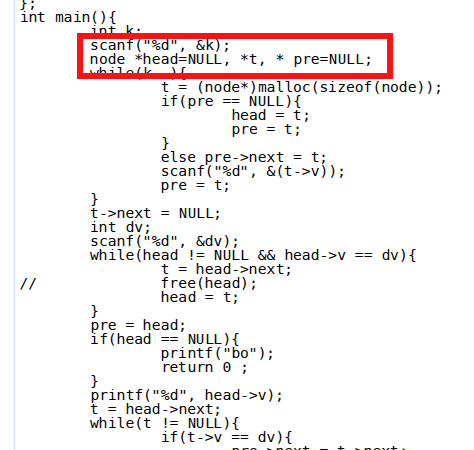 };
int main(){
int k;
scanf("%d", &k);
node *head=NULL, *t, * pre=NULL;
while(k--){
t = (node*)malloc(sizeof(node));
if(pre == NULL){
head = t;
pre = t;
}
else pre->next = t;
scanf("%d", &(t->v));
pre = t;
}
t->next = NULL;
int dv;
scanf("%d", &dv);
while(head != NULL && head->v == dv){
t = head->next;
// free(head);
head = t;
}
pre = head;
if(head == NULL){
printf("bo");
return 0 ;
}
printf("%d", head->v);
t = head->next;
while(t != NULL){
if(t->v == dv){
pre->next = t->next;